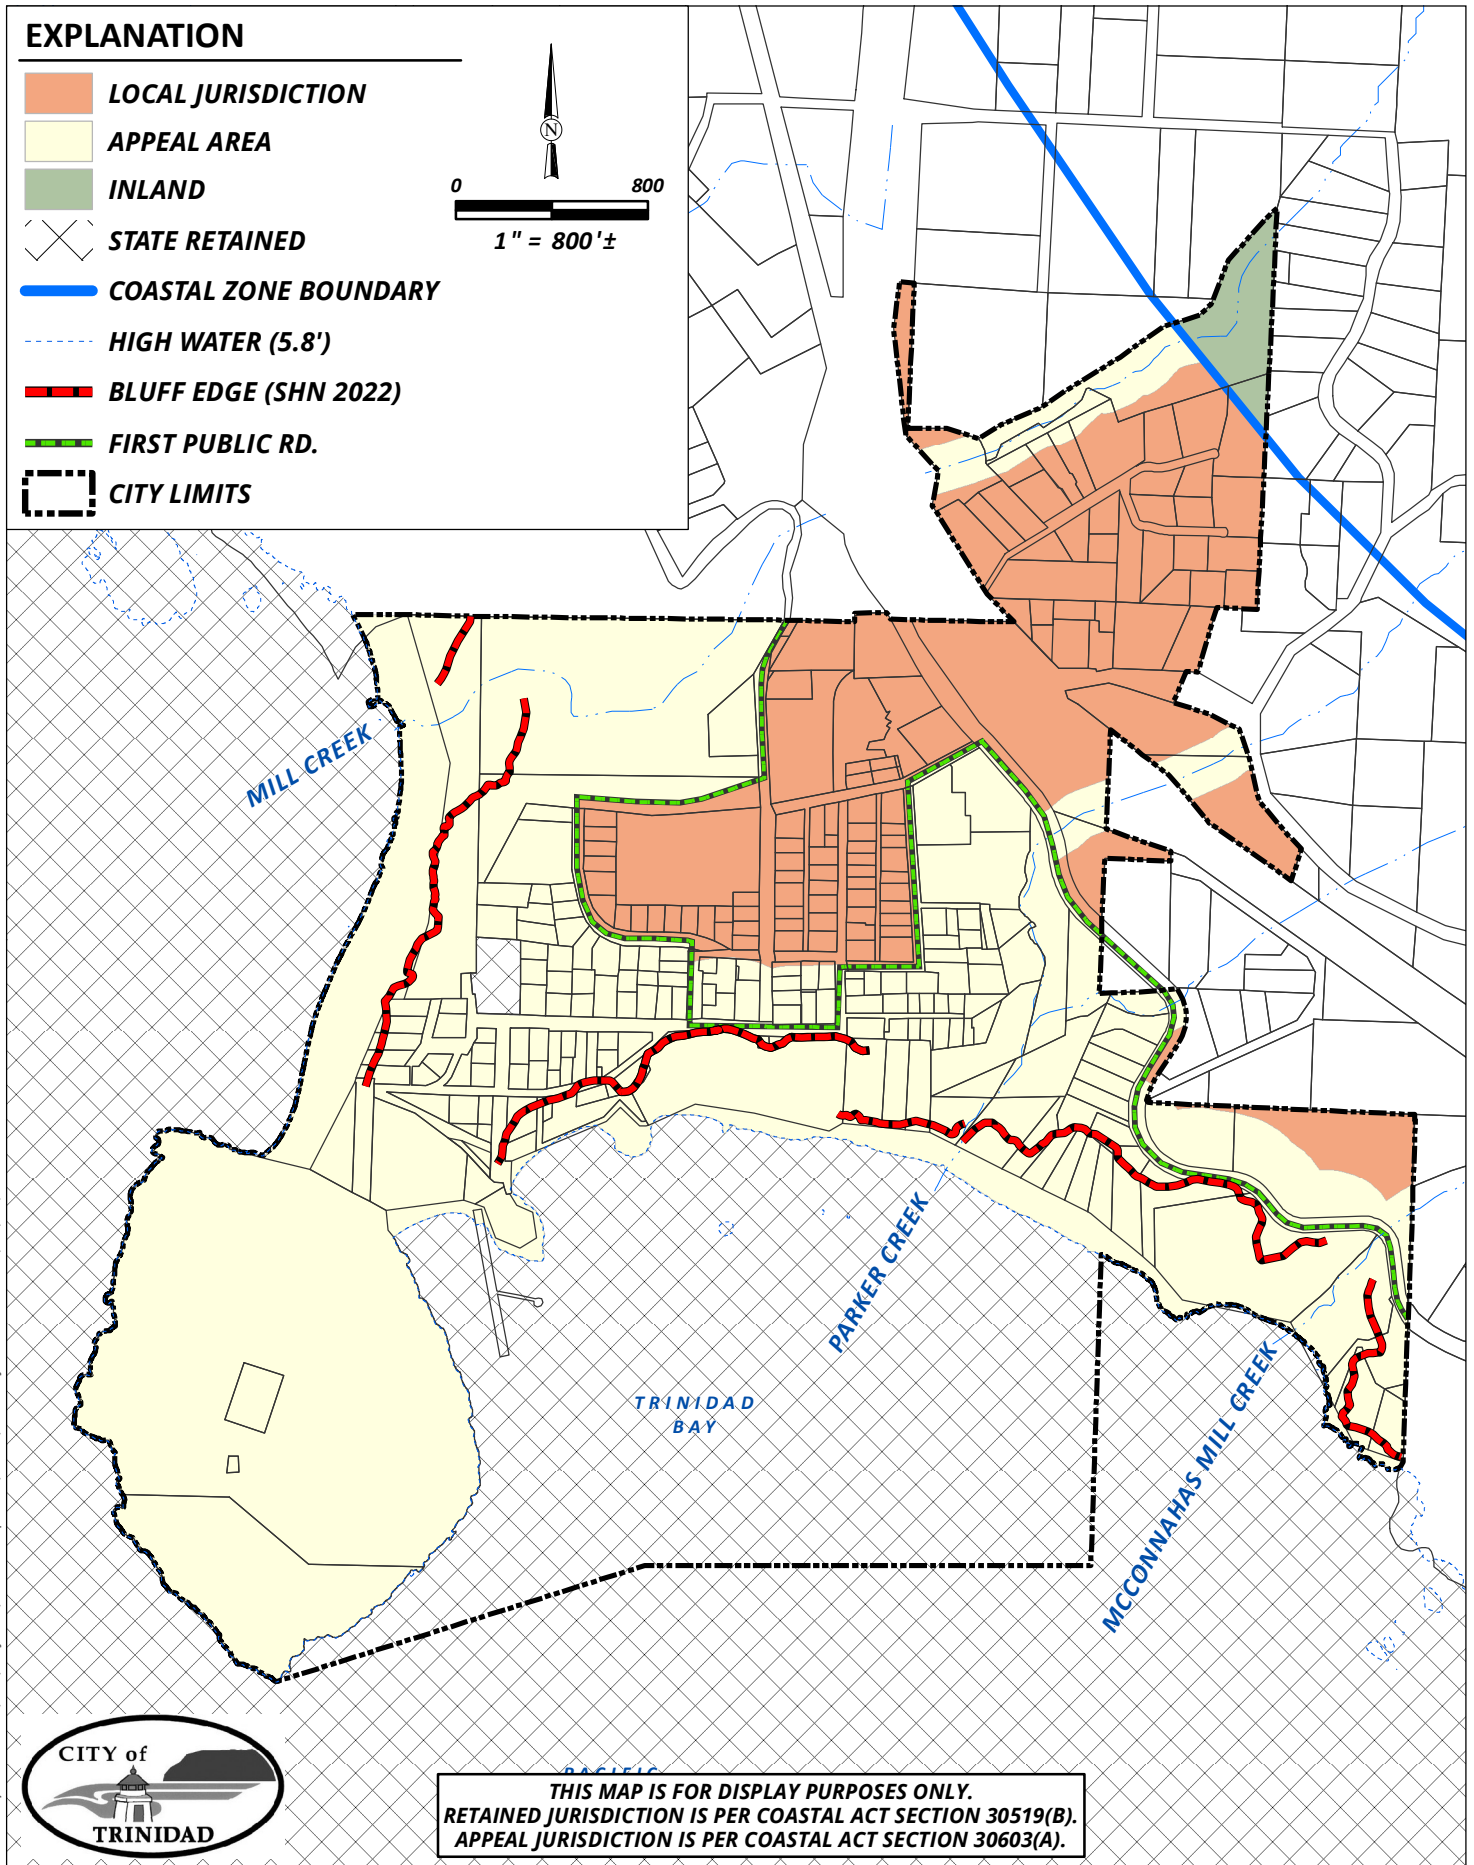 EXPLANATION
LOCAL JURISDICTION
APPEAL AREA
INLAND
STATE RETAINED
COASTAL ZONE BOUNDARY
HIGH WATER (5.8')
BLUFF EDGE (SHN 2022)
FIRST PUBLIC RD.
CITY LIMITS
N
0 800
1" = 800'±
MILL CREEK
PARKER CREEK
TRINIDAD
BAY
MCCONNAHAS MILL CREEK
PACIFIC
CITY of
TRINIDAD
THIS MAP IS FOR DISPLAY PURPOSES ONLY.
RETAINED JURISDICTION IS PER COASTAL ACT SECTION 30519(B).
APPEAL JURISDICTION IS PER COASTAL ACT SECTION 30603(A).